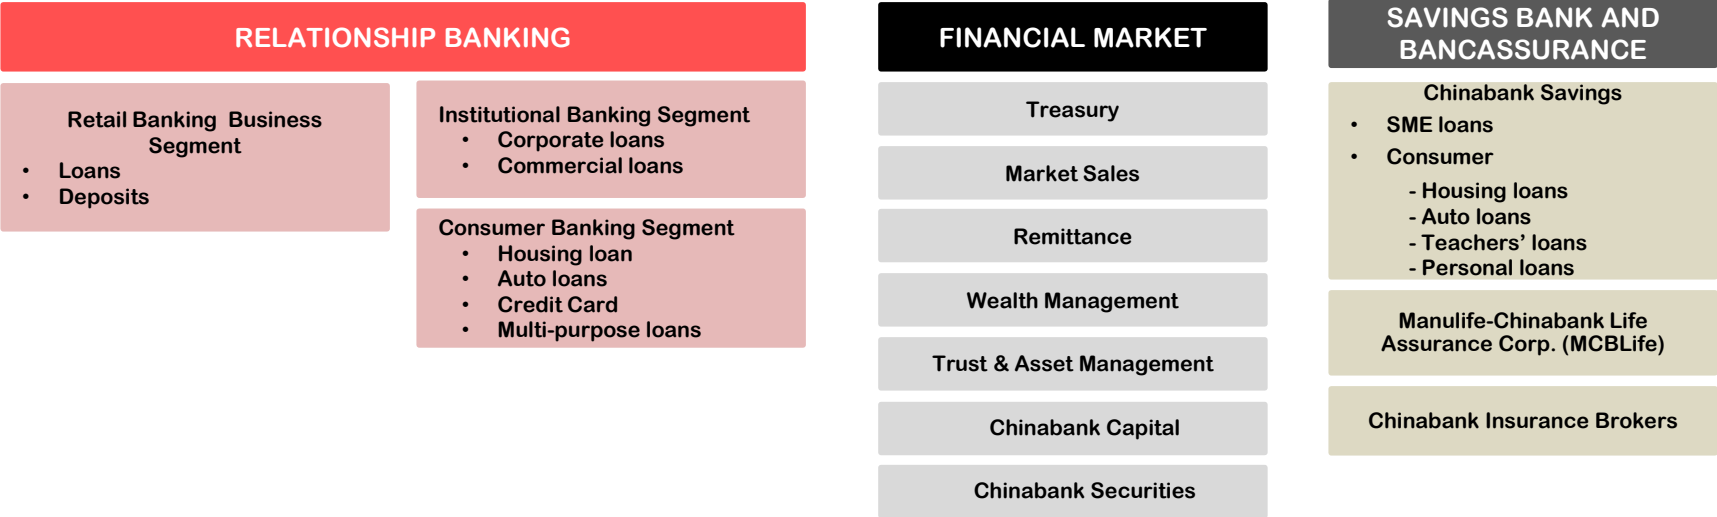 RELATIONSHIP BANKING
Retail Banking Business
Segment
• Loans
• Deposits
Institutional Banking Segment
• Corporate loans
• Commercial loans
Consumer Banking Segment
• Housing loan
• Auto loans
• Credit Card
• Multi-purpose loans
FINANCIAL MARKET
Treasury
Market Sales
Remittance
Wealth Management
Trust & Asset Management
Chinabank Capital
Chinabank Securities
SAVINGS BANK AND
BANCASSURANCE
Chinabank Savings
• SME loans
• Consumer
- Housing loans
- Auto loans
- Teachers’ loans
- Personal loans
Manulife-Chinabank Life
Assurance Corp. (MCBLife)
Chinabank Insurance Brokers